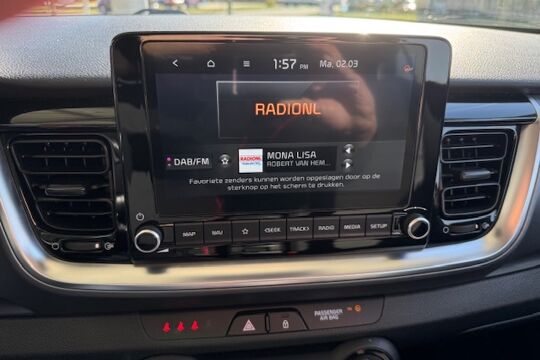 1:57 PM Ma, 02.03
RADIONL
DAB/FM
RADIONL
MONA LISA
ROBERT VAN HEM...
Favoriete zenders kunnen worden opgeslagen door op de
sterknop op het scherm te drukken.
MAP NAV <SEEK TRACK> RADIO MEDIA SETUP
PASSENGER
AIR BAG